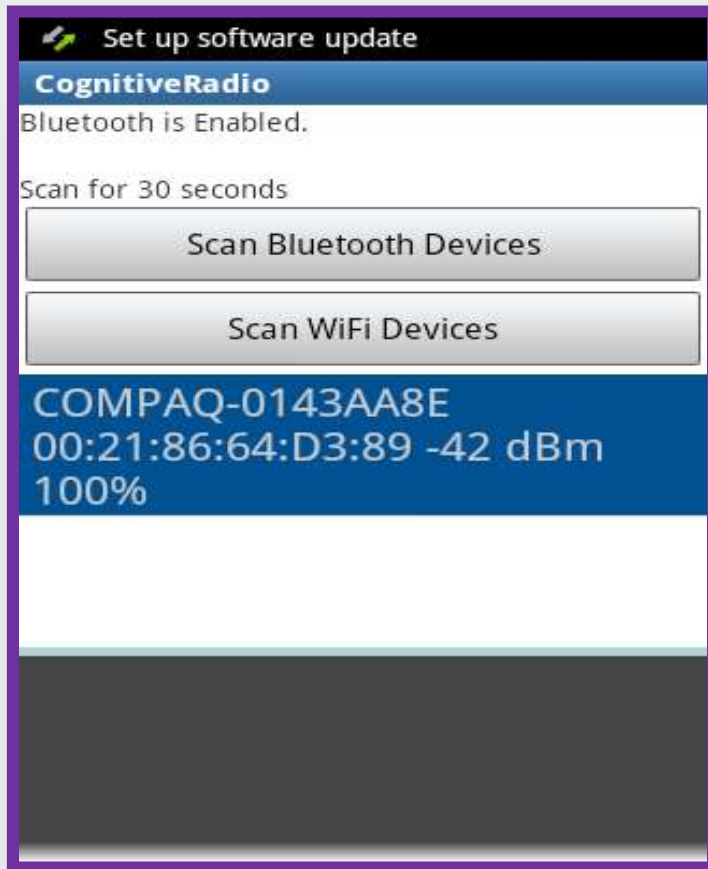 Set up software update
CognitiveRadio
Bluetooth is Enabled.
Scan for 30 seconds
Scan Bluetooth Devices
Scan WiFi Devices
COMPAQ-0143AA8E
00:21:86:64:D3:89 -42 dBm
100%